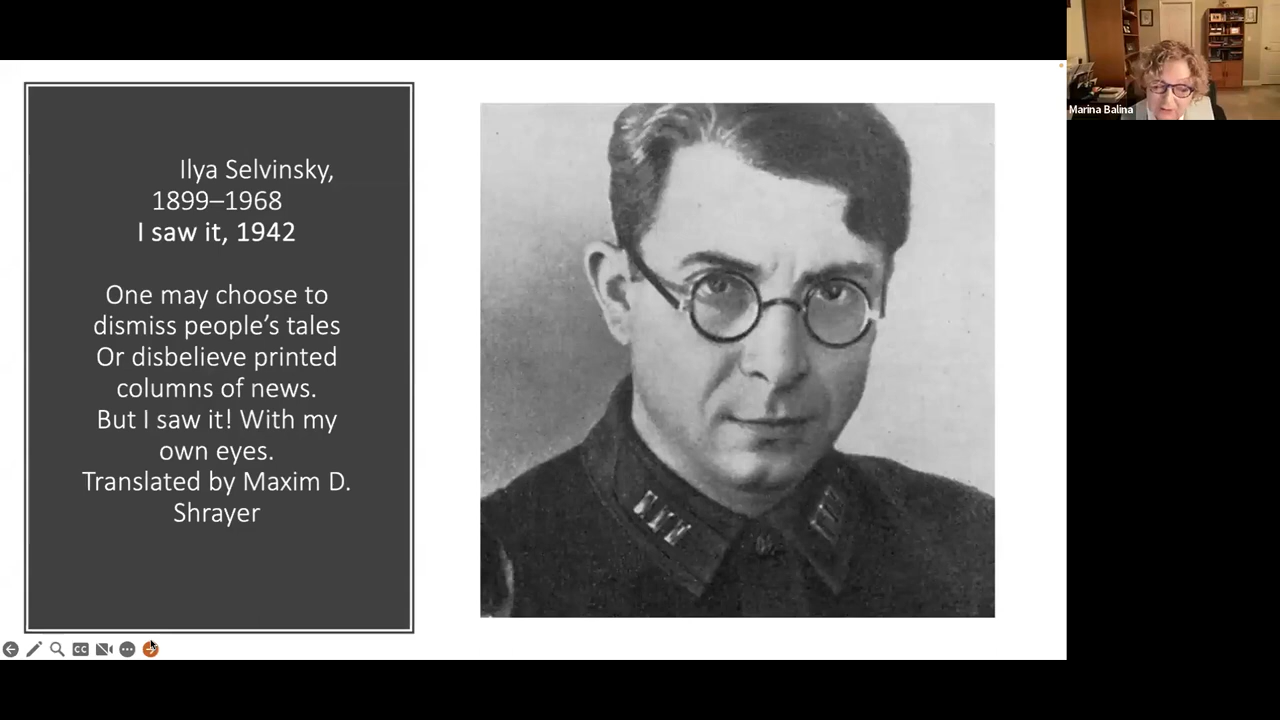 Ilya Selvinsky,
1899–1968
I saw it, 1942
One may choose to
dismiss people’s tales
Or disbelieve printed
columns of news.
But I saw it! With my
own eyes.
Translated by Maxim D.
Shrayer
CC
Marina Balina